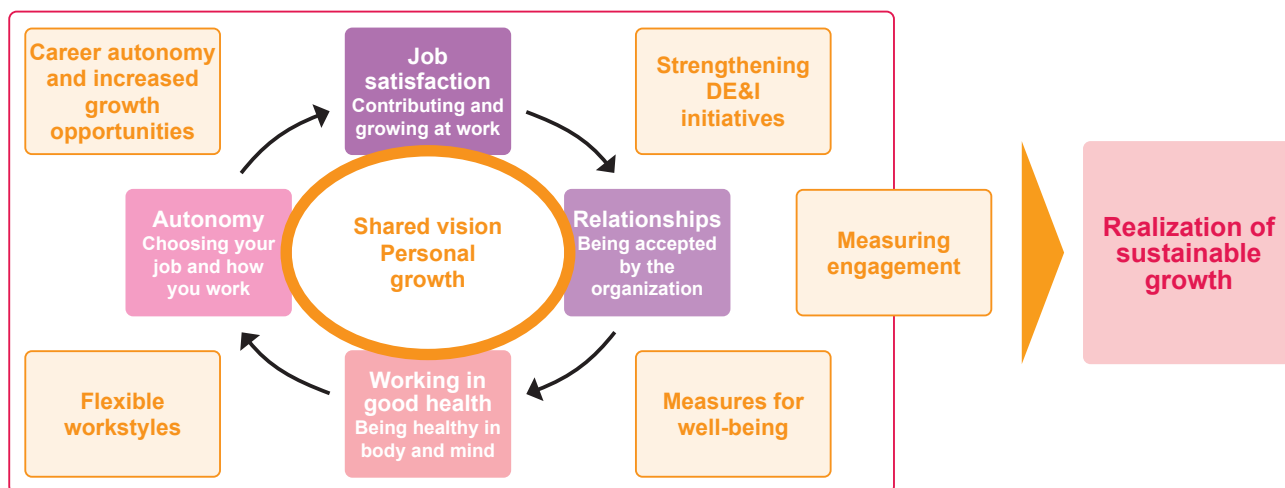 Career autonomy
and increased
growth
opportunities
Job
satisfaction
Contributing and
growing at work
Strengthening
DE&I
initiatives
Autonomy
Choosing your
job and how
you work
Shared vision
Personal
growth
Relationships
Being accepted
by the
organization
Measuring
engagement
Realization of
sustainable
growth
Flexible
workstyles
Working in
good health
Being healthy in
body and mind
Measures for
well-being